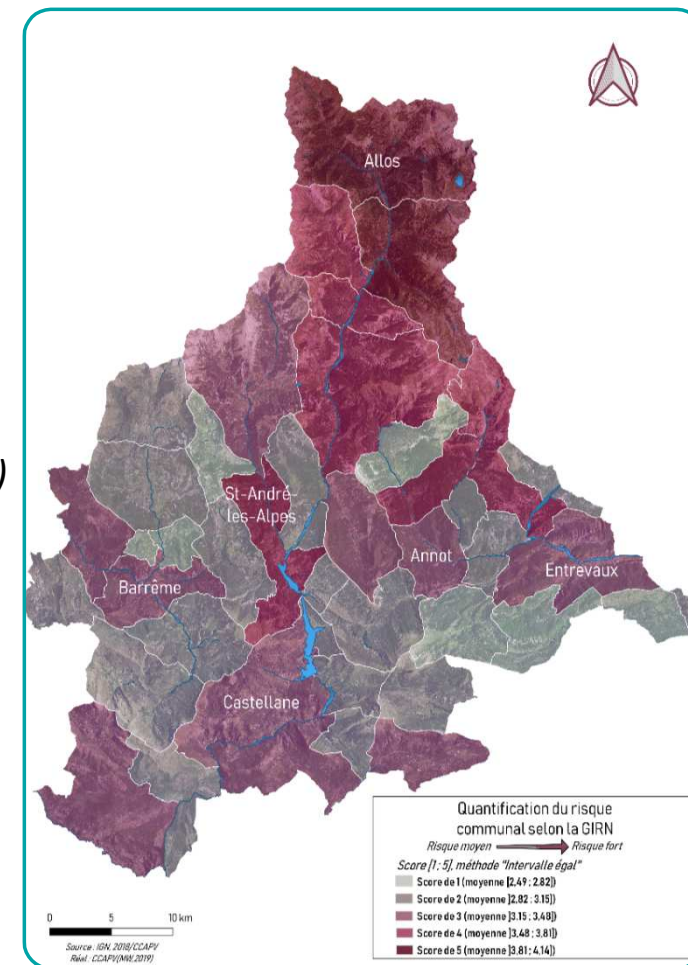 Allos
)
St-André-
les-Alpes
Annot
Entrevaux
Barrême
Castellane
Quantification du risque
communal selon la GIRN
Risque moyen Risque fort
Score [1 ; 5], méthode "Intervalle égal"
Score de 1 (moyenne [2,49 ; 2,82])
Score de 2 (moyenne ]2,82 ; 3,15])
Score de 3 (moyenne ]3,15 ; 3,48])
Score de 4 (moyenne ]3,48 ; 3,81])
Score de 5 (moyenne ]3,81 ; 4,14])
0 5 10 km
Source : IGN, 2018/CCAPV
Réal : CCAPV(MW,2019)